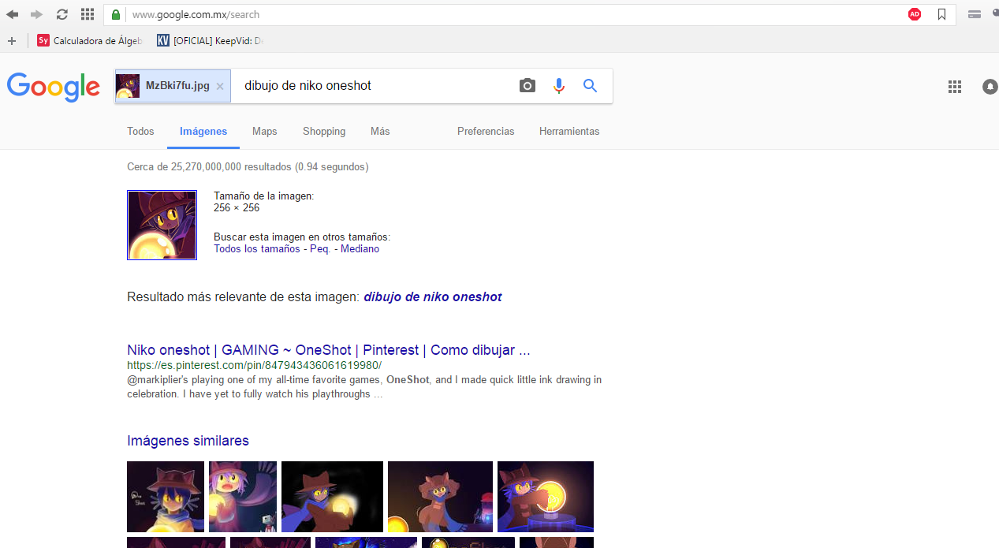 www.google.com.mx/search
AD
Sy Calculadora de Álgeb
KV [OFICIAL] KeepVid: De
Google
MzBki7fu.jpg × dibujo de niko oneshot
Todos Imágenes Maps Shopping Más Preferencias Herramientas
Cerca de 25,270,000,000 resultados (0.94 segundos)
Tamaño de la imagen:
256 × 256
Buscar esta imagen en otros tamaños:
Todos los tamaños - Peq. - Mediano
Resultado más relevante de esta imagen: dibujo de niko oneshot
Niko oneshot | GAMING ~ OneShot | Pinterest | Como dibujar ...
https://es.pinterest.com/pin/847943436061619980/
@markiplier's playing one of my all-time favorite games, OneShot, and I made quick little ink drawing in
celebration. I have yet to fully watch his playthroughs ...
Imágenes similares
Shot